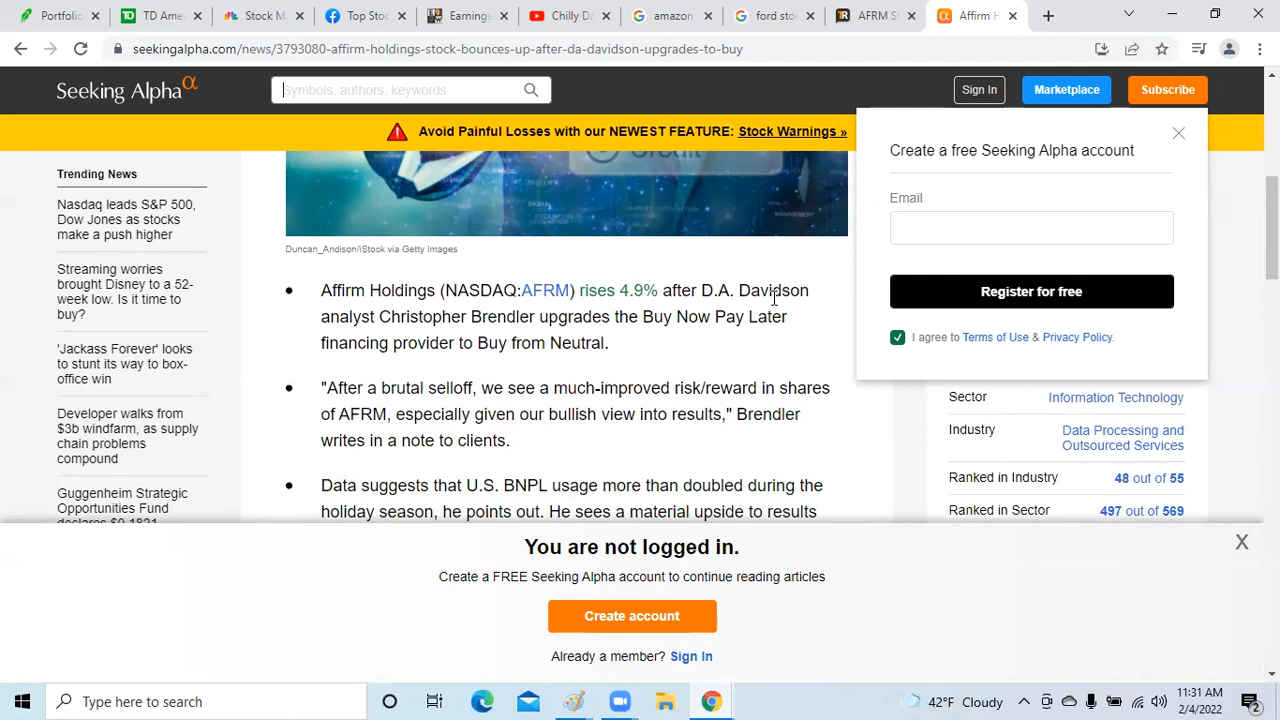 Portfolio
TD Amer
Stock M
Top Stoc
Earnings
Chilly Da
amazon
ford stoc
AFRM St
Affirm H
seekingalpha.com/news/3793080-affirm-holdings-stock-bounces-up-after-da-davidson-upgrades-to-buy
Seeking Alpha α
Symbols, authors, keywords
Sign In
Marketplace
Subscribe
Avoid Painful Losses with our NEWEST FEATURE: Stock Warnings »
Trending News
Nasdaq leads S&P 500,
Dow Jones as stocks
make a push higher
Streaming worries
brought Disney to a 52-
week low. Is it time to
buy?
'Jackass Forever' looks
to stunt its way to box-
office win
Developer walks from
$3b windfarm, as supply
chain problems
compound
Guggenheim Strategic
Opportunities Fund
declares $0.1821
Credit
Duncan_Andison/iStock via Getty Images
• Affirm Holdings (NASDAQ:AFRM) rises 4.9% after D.A. Davidson
analyst Christopher Brendler upgrades the Buy Now Pay Later
financing provider to Buy from Neutral.
• "After a brutal selloff, we see a much-improved risk/reward in shares
of AFRM, especially given our bullish view into results," Brendler
writes in a note to clients.
• Data suggests that U.S. BNPL usage more than doubled during the
holiday season, he points out. He sees a material upside to results
Create a free Seeking Alpha account
Email
Register for free
I agree to Terms of Use & Privacy Policy.
Sector Information Technology
Industry Data Processing and
Outsourced Services
Ranked in Industry 48 out of 55
Ranked in Sector 497 out of 569
You are not logged in.
X
Create a FREE Seeking Alpha account to continue reading articles
Create account
Already a member? Sign In
Type here to search
42°F Cloudy
11:31 AM
2/4/2022
2